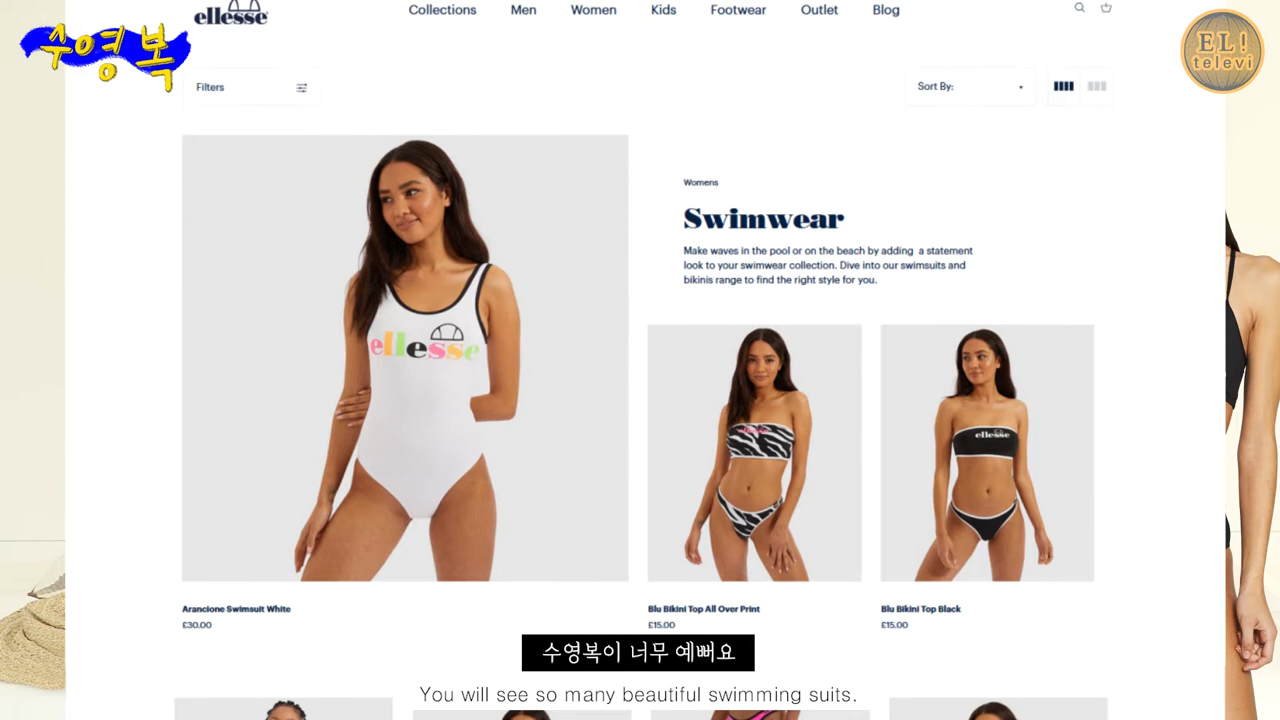 ellesse
Collections Men Women Kids Footwear Outlet Blog
수영복
EL!
televi
Filters
Sort By:
Womens
Swimwear
Make waves in the pool or on the beach by adding a statement
look to your swimwear collection. Dive into our swimsuits and
bikinis range to find the right style for you.
ellesse
ellesse
ellesse
Arancione Swimsuit White
£30.00
Blu Bikini Top All Over Print
£15.00
Blu Bikini Top Black
£15.00
수영복이 너무 예뻐요
You will see so many beautiful swimming suits.